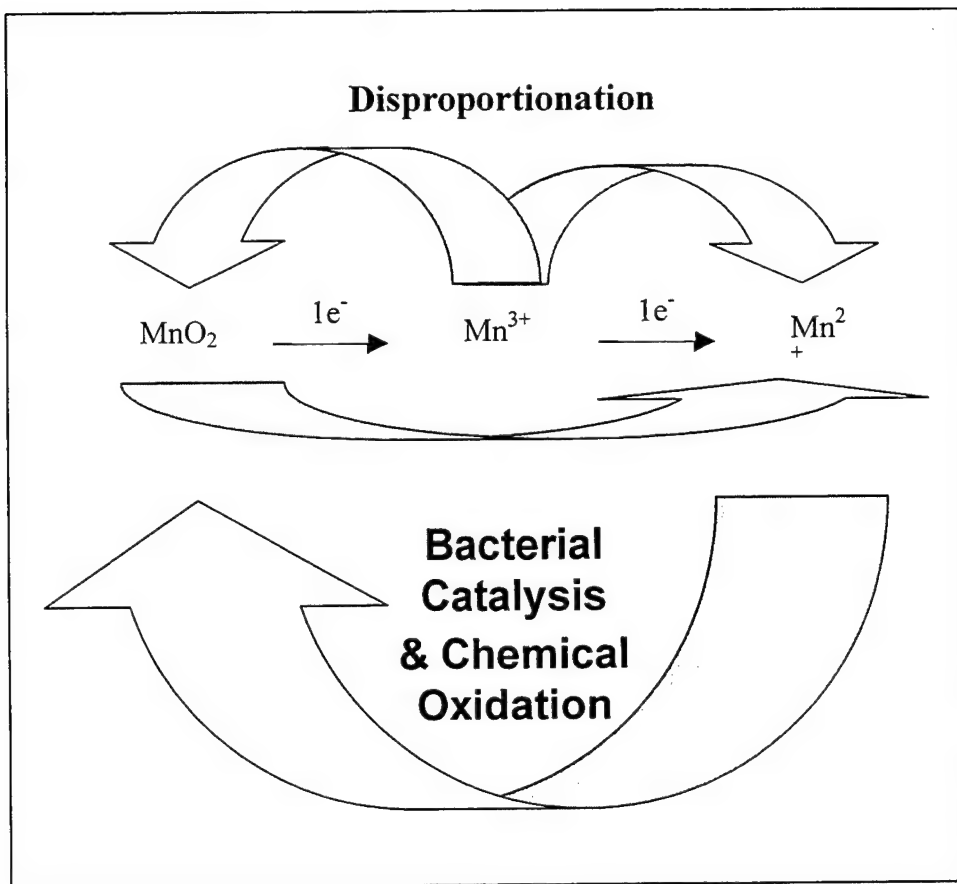 Disproportionation
1e⁻ 1e⁻
MnO₂ Mn³⁺ Mn²
+
Bacterial
Catalysis
& Chemical
Oxidation